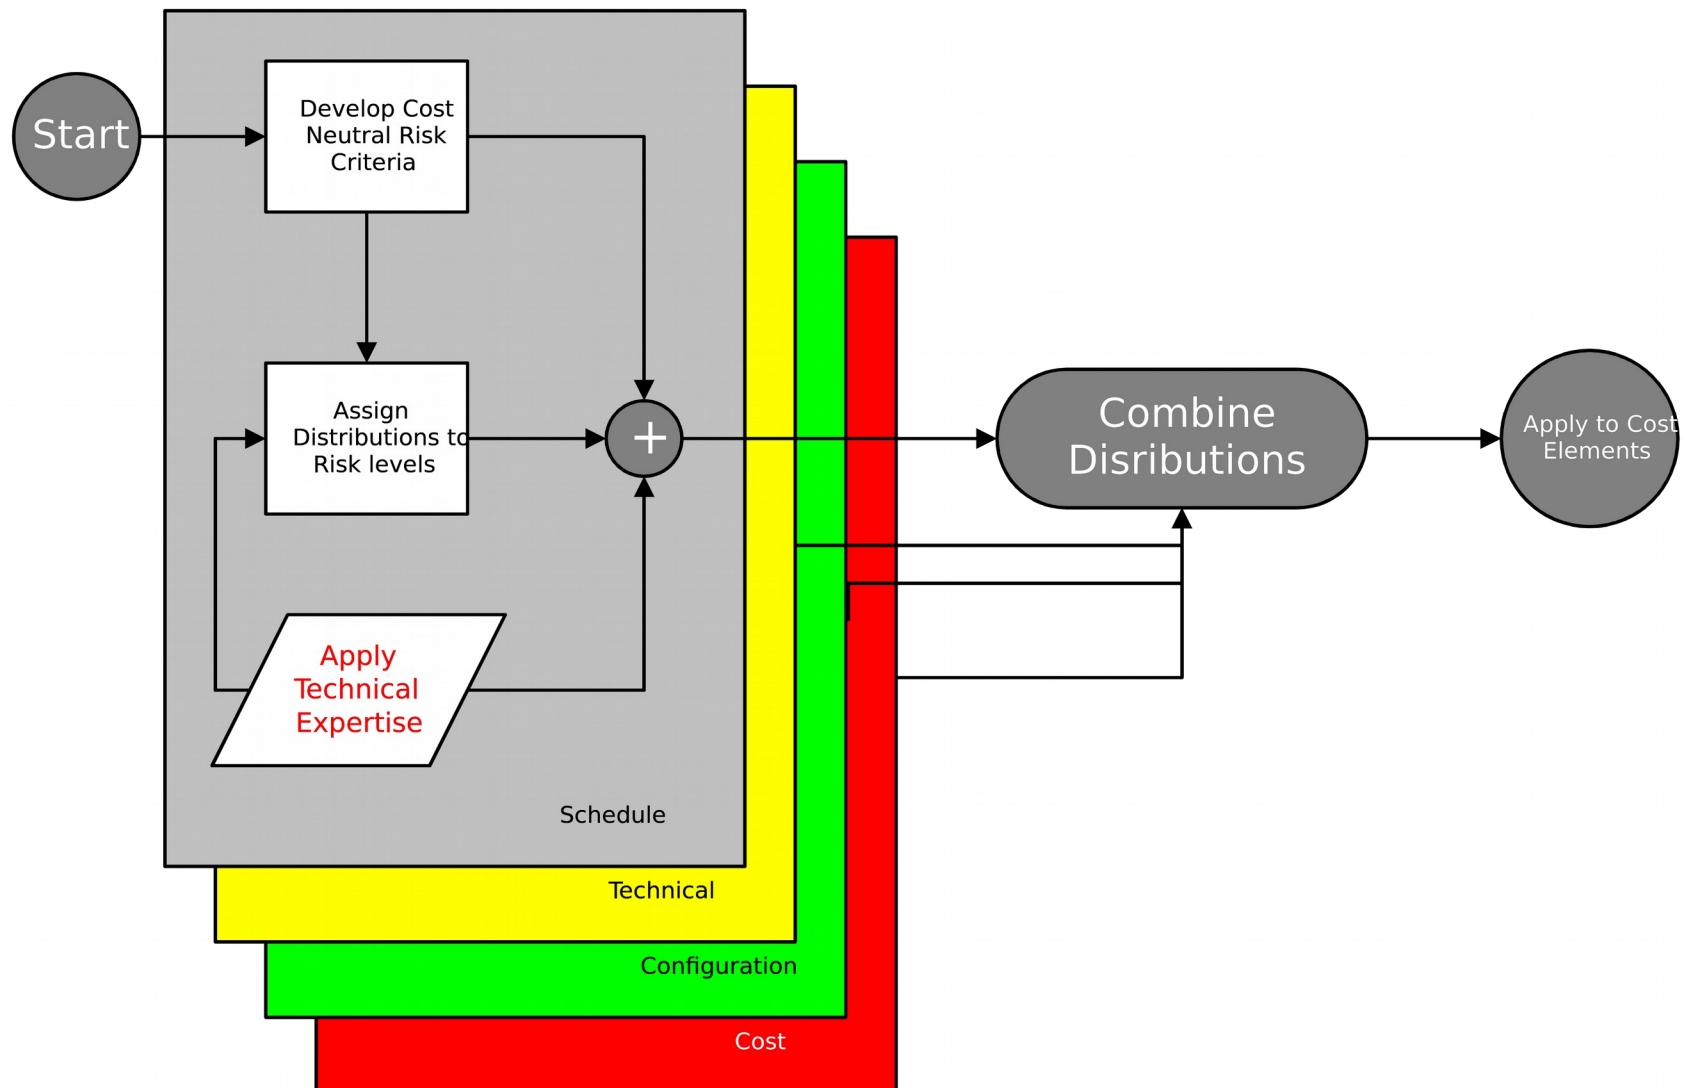 Start
Develop Cost
Neutral Risk
Criteria
Assign
Distributions to
Risk levels
+
Apply
Technical
Expertise
Schedule
Technical
Configuration
Cost
Combine
Disributions
Apply to Cost
Elements